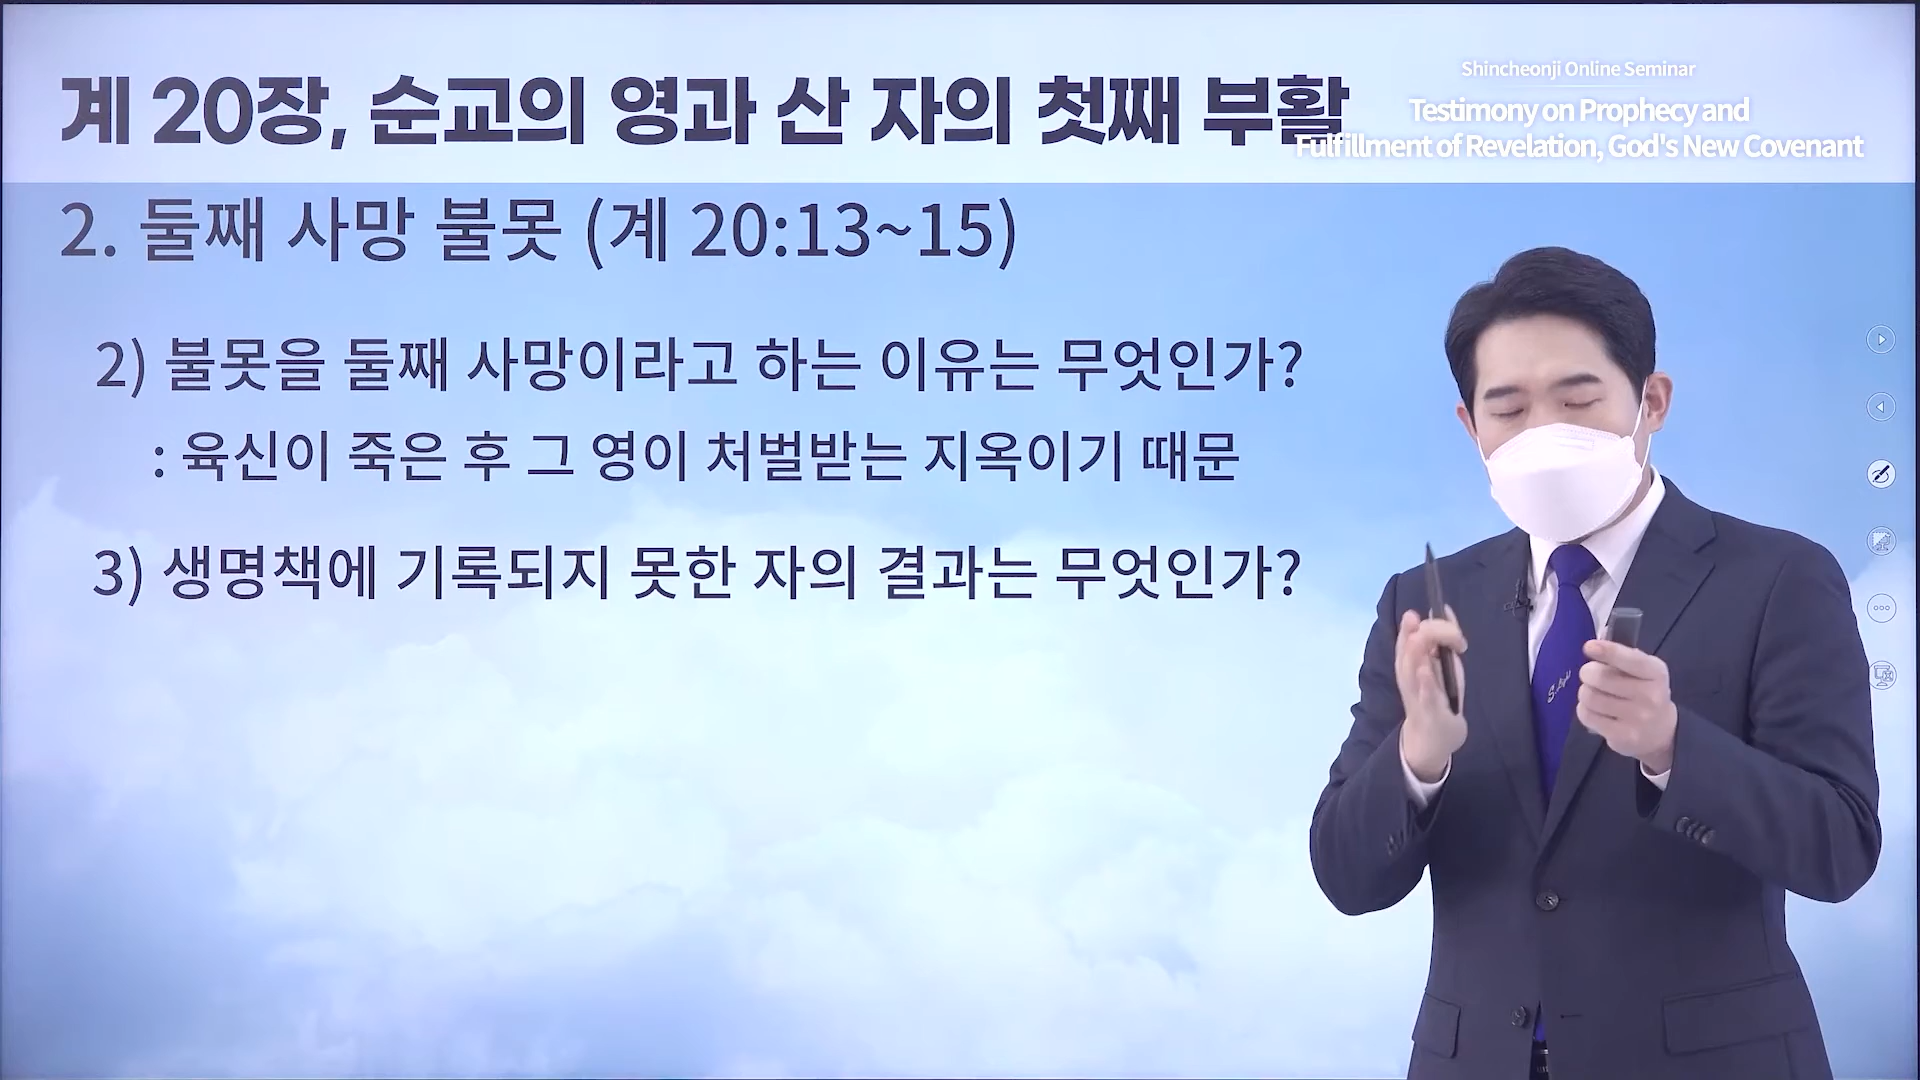 계 20장, 순교의 영과 산 자의 첫째 부활
Shincheonji Online Seminar
Testimony on Prophecy and
Fulfillment of Revelation, God's New Covenant
2. 둘째 사망 불못 (계 20:13~15)
2) 불못을 둘째 사망이라고 하는 이유는 무엇인가?
: 육신이 죽은 후 그 영이 처벌받는 지옥이기 때문
3) 생명책에 기록되지 못한 자의 결과는 무엇인가?